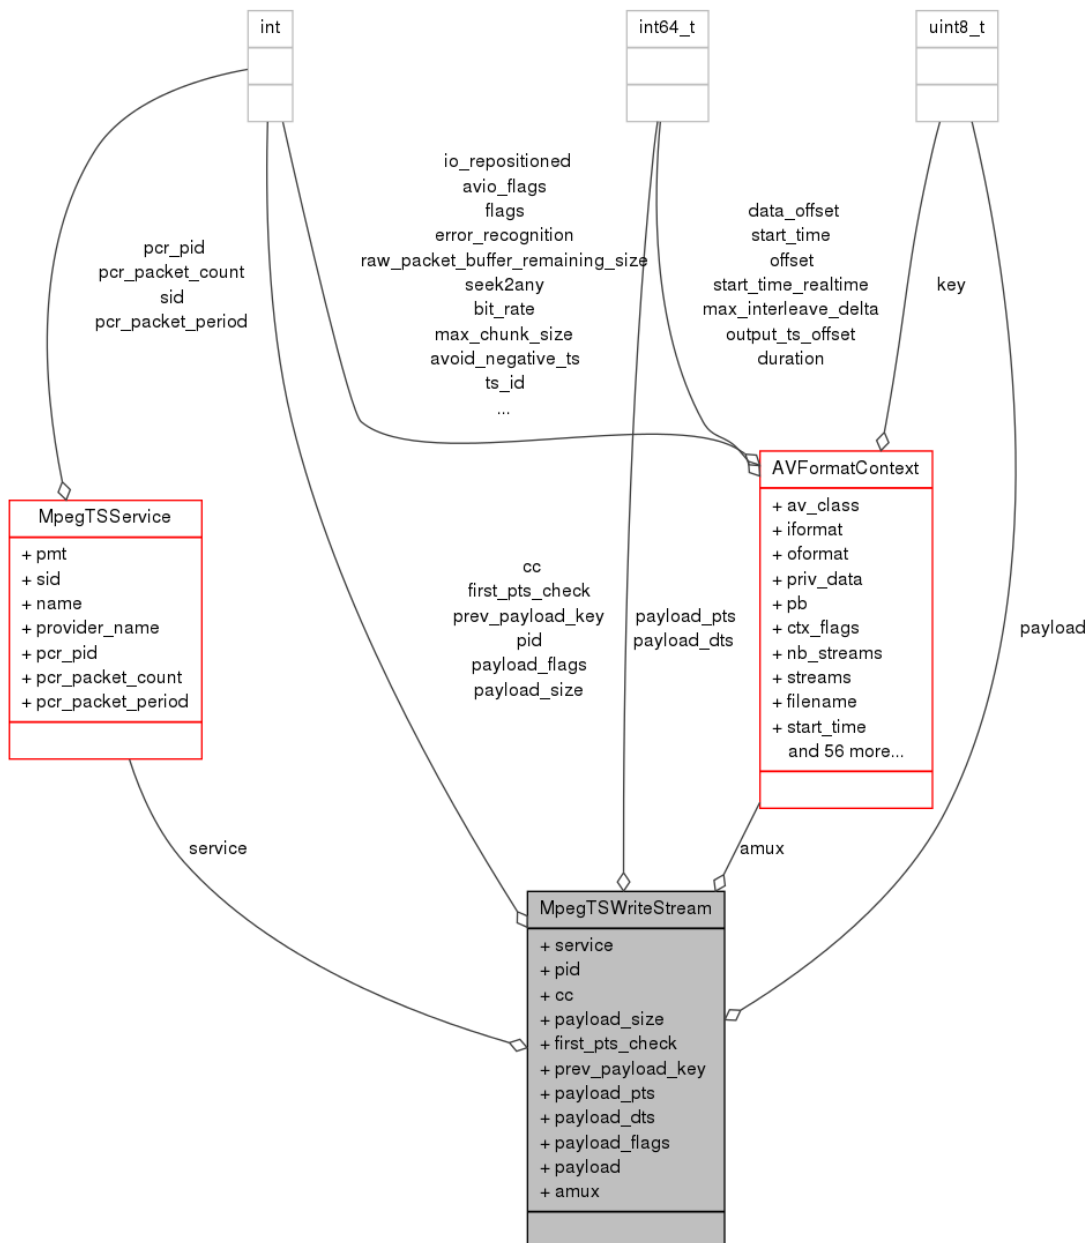 int
int64_t
uint8_t
io_repositioned
avio_flags
flags
error_recognition
raw_packet_buffer_remaining_size
seek2any
bit_rate
max_chunk_size
avoid_negative_ts
ts_id
...
data_offset
start_time
offset
start_time_realtime
max_interleave_delta
output_ts_offset
duration
key
pcr_pid
pcr_packet_count
sid
pcr_packet_period
AVFormatContext
+ av_class
+ iformat
+ oformat
+ priv_data
+ pb
+ ctx_flags
+ nb_streams
+ streams
+ filename
+ start_time
and 56 more...
MpegTSService
+ pmt
+ sid
+ name
+ provider_name
+ pcr_pid
+ pcr_packet_count
+ pcr_packet_period
cc
first_pts_check
prev_payload_key
pid
payload_flags
payload_size
payload_pts
payload_dts
payload
service
amux
MpegTSWriteStream
+ service
+ pid
+ cc
+ payload_size
+ first_pts_check
+ prev_payload_key
+ payload_pts
+ payload_dts
+ payload_flags
+ payload
+ amux